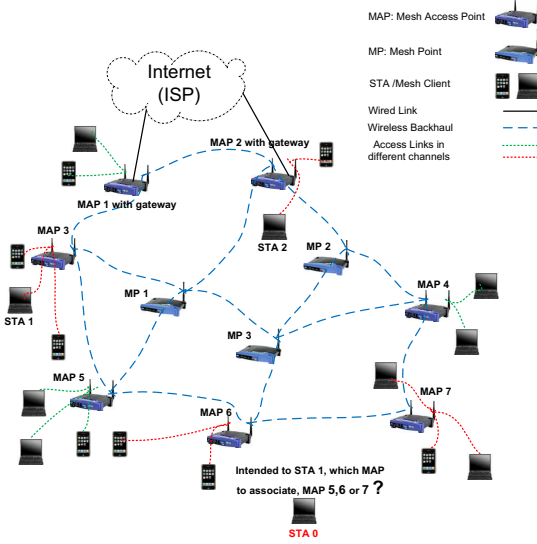 MAP: Mesh Access Point
MP: Mesh Point
STA /Mesh Client
Wired Link
Wireless Backhaul
Access Links in
different channels
Internet
(ISP)
MAP 2 with gateway
MAP 1 with gateway
MAP 3
STA 2
MP 2
MP 1
MAP 4
STA 1
MP 3
MAP 5
MAP 6
MAP 7
Intended to STA 1, which MAP
to associate, MAP 5,6 or 7 ?
STA 0